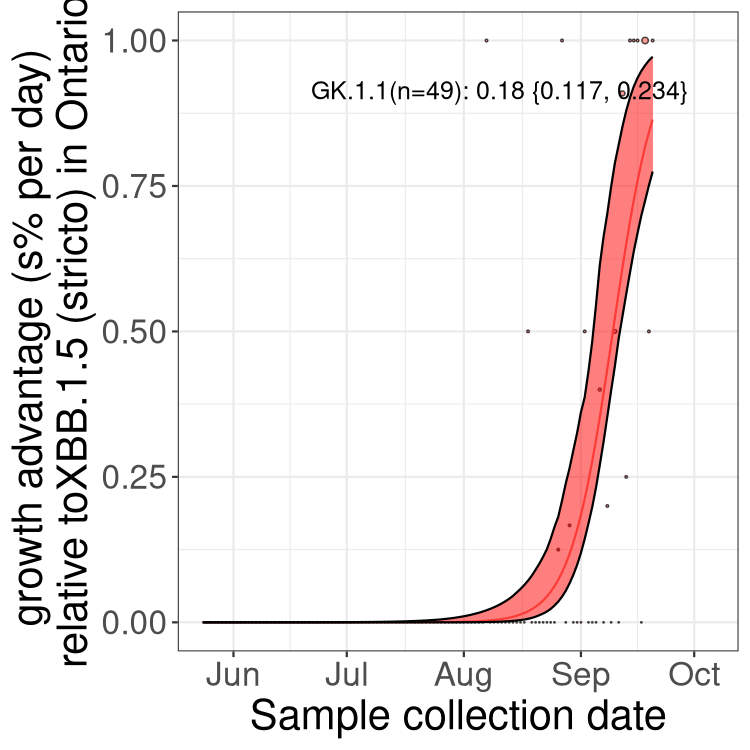 growth advantage (s% per day)
relative toXBB.1.5 (stricto) in Ontario
1.00
0.75
0.50
0.25
0.00
GK.1.1(n=49): 0.18 {0.117, 0.234}
Jun Jul Aug Sep Oct
Sample collection date